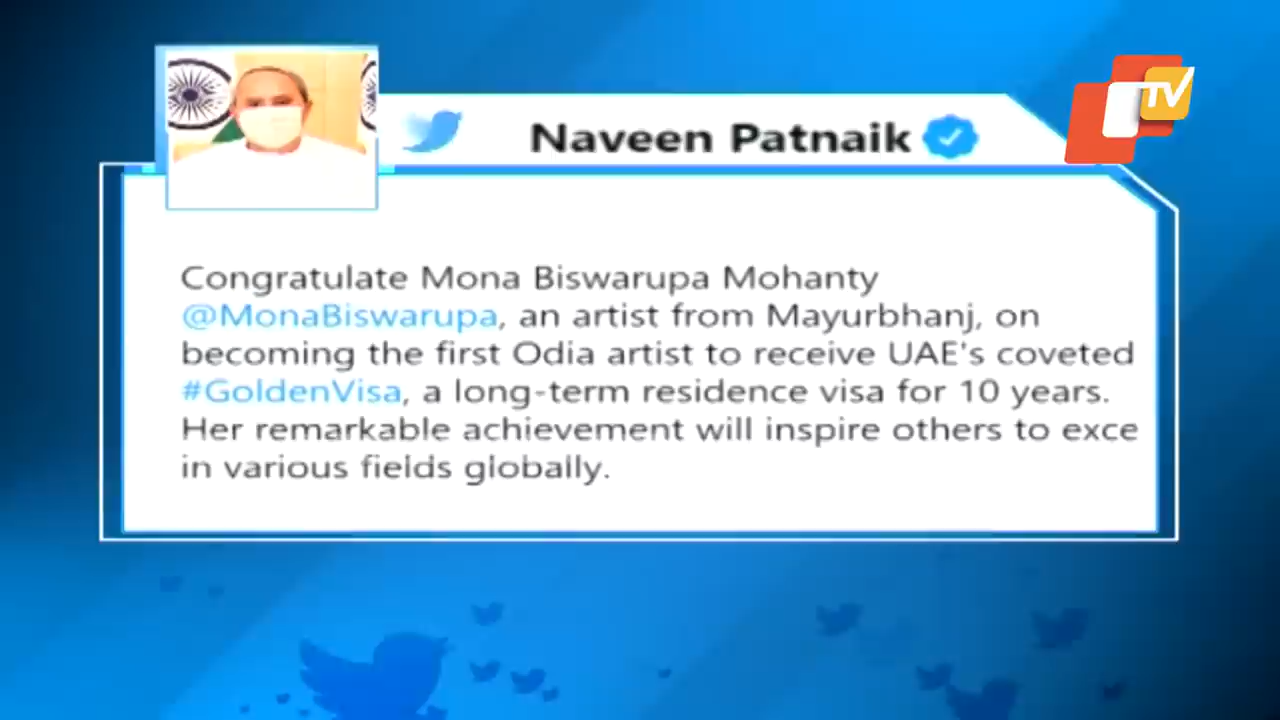 TV
Naveen Patnaik
Congratulate Mona Biswarupa Mohanty
@MonaBiswarupa, an artist from Mayurbhanj, on
becoming the first Odia artist to receive UAE's coveted
#GoldenVisa, a long-term residence visa for 10 years.
Her remarkable achievement will inspire others to exce
in various fields globally.